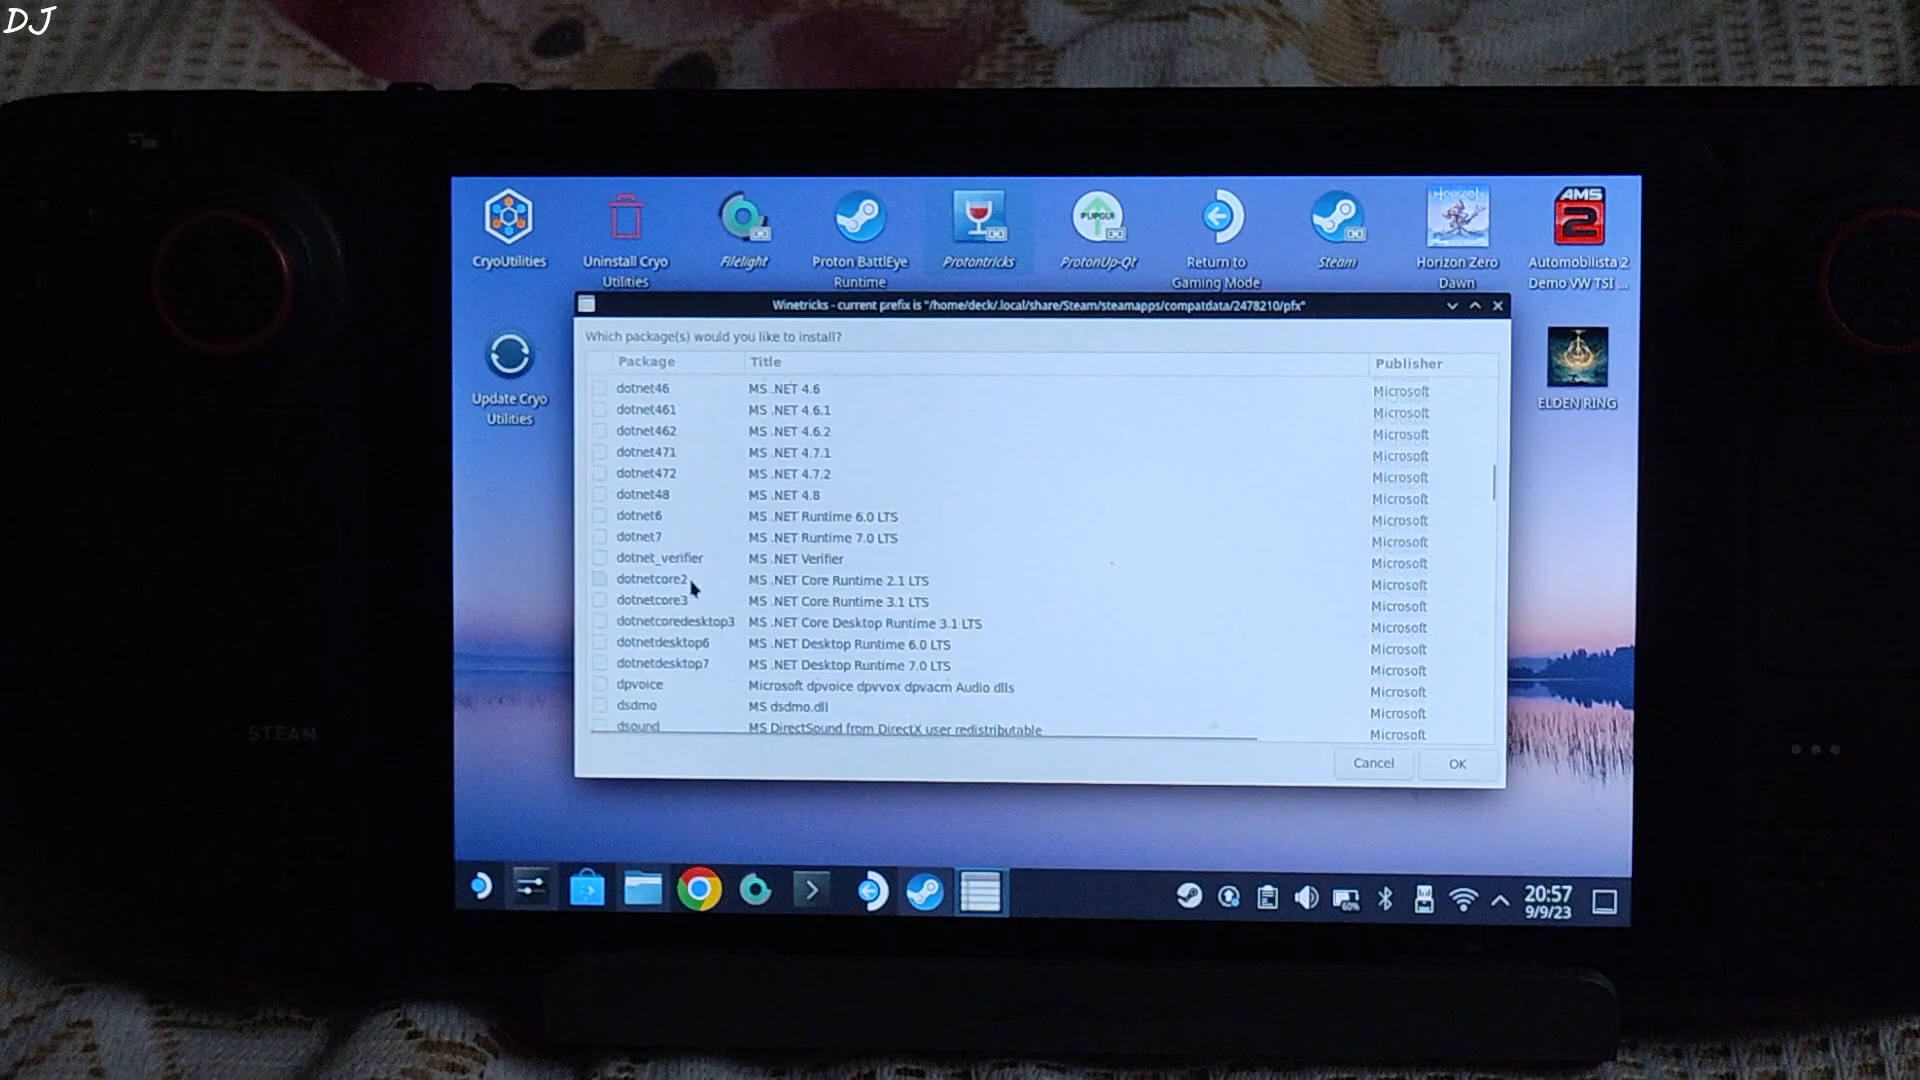 DJ
CryoUtilities
Uninstall Cryo
Utilities
Filelight
Proton BattlEye
Runtime
Protontricks
PUPGUI
ProtonUp-Qt
Return to
Gaming Mode
Steam
HORIZON
Horizon Zero
Dawn
AMS
2
Automobilista 2
Demo VW TSI ...
Update Cryo
Utilities
ELDEN RING
Winetricks - current prefix is "/home/deck/.local/share/Steam/steamapps/compatdata/2478210/pfx"
Which package(s) would you like to install?
Package Title Publisher
dotnet46 MS .NET 4.6 Microsoft
dotnet461 MS .NET 4.6.1 Microsoft
dotnet462 MS .NET 4.6.2 Microsoft
dotnet471 MS .NET 4.7.1 Microsoft
dotnet472 MS .NET 4.7.2 Microsoft
dotnet48 MS .NET 4.8 Microsoft
dotnet6 MS .NET Runtime 6.0 LTS Microsoft
dotnet7 MS .NET Runtime 7.0 LTS Microsoft
dotnet_verifier MS .NET Verifier Microsoft
dotnetcore2 MS .NET Core Runtime 2.1 LTS Microsoft
dotnetcore3 MS .NET Core Runtime 3.1 LTS Microsoft
dotnetcoredesktop3 MS .NET Core Desktop Runtime 3.1 LTS Microsoft
dotnetdesktop6 MS .NET Desktop Runtime 6.0 LTS Microsoft
dotnetdesktop7 MS .NET Desktop Runtime 7.0 LTS Microsoft
dpvoice Microsoft dpvoice dpvvox dpvacm Audio dlls Microsoft
dsdmo MS dsdmo.dll Microsoft
dsound MS DirectSound from DirectX user redistributable Microsoft
Cancel OK
STEAM
60%
20:57
9/9/23